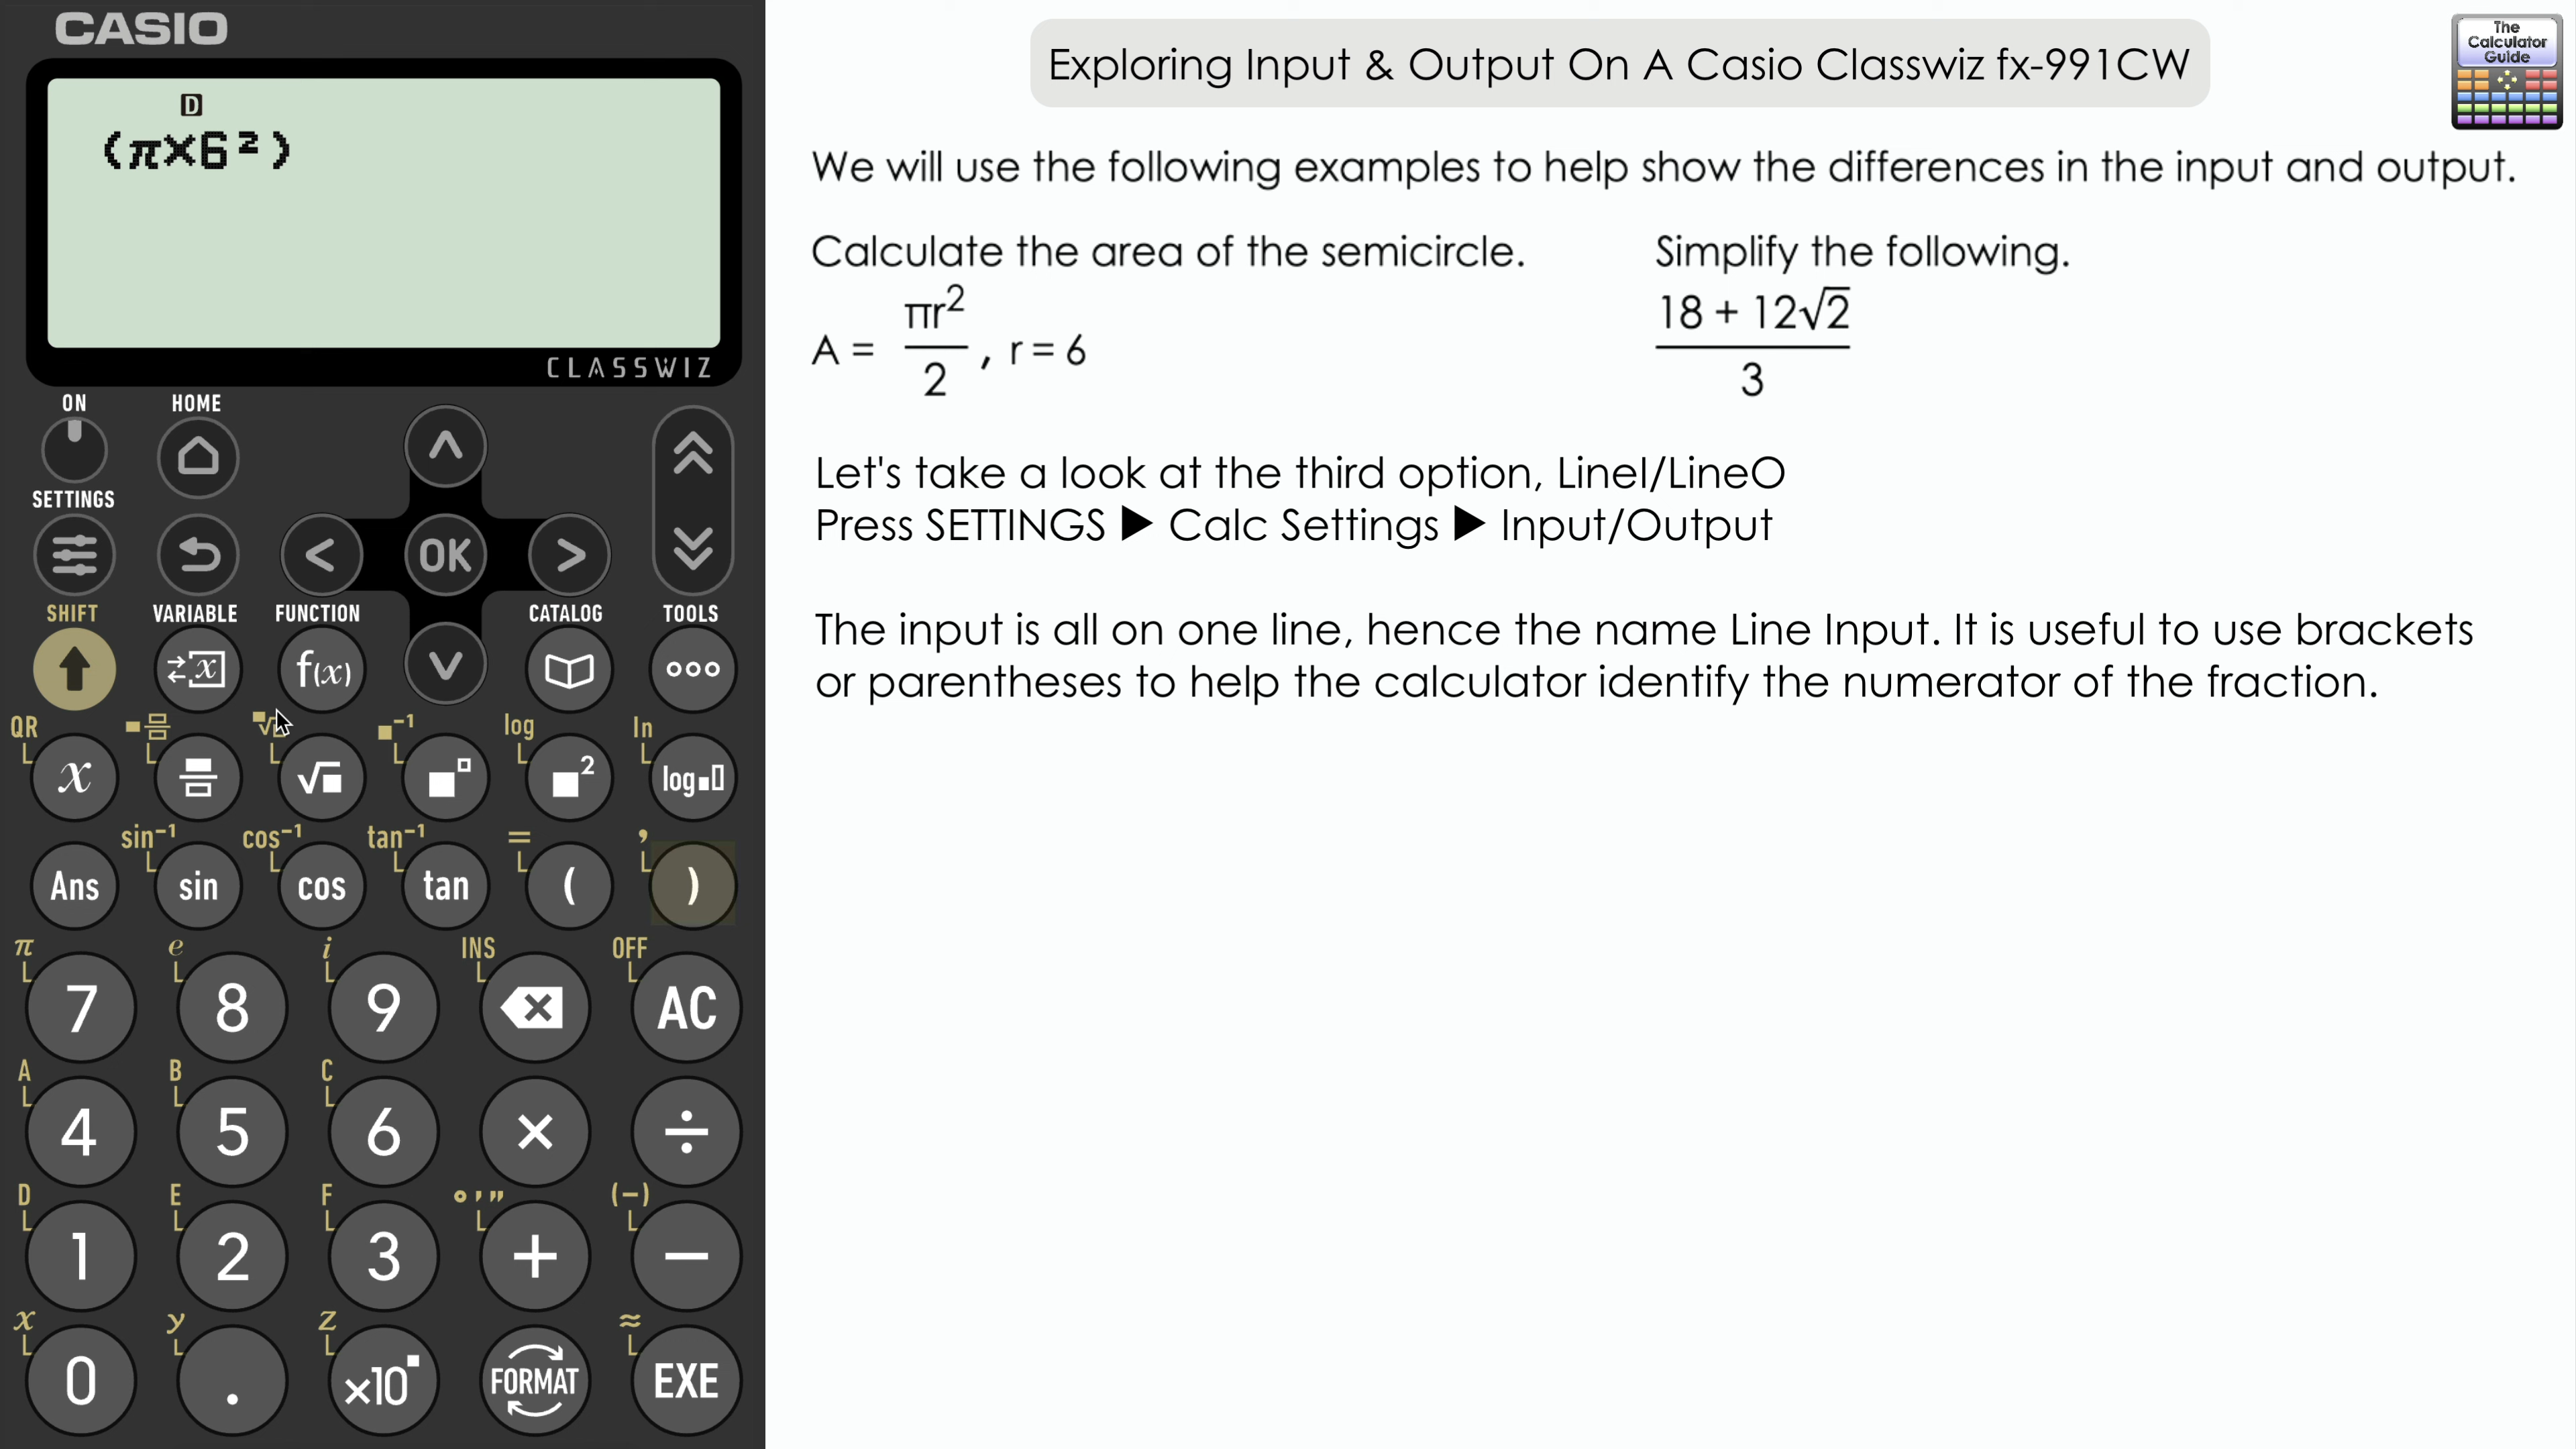 CASIO
D
(π×6²)
CLASSWIZ
ON HOME
SETTINGS
OK
SHIFT VARIABLE FUNCTION CATALOG TOOLS
x f(x)
QR √ ■⁻¹ log ln
x √■ ■² log
sin⁻¹ cos⁻¹ tan⁻¹ = ,
Ans sin cos tan ( )
π e i INS OFF
7 8 9 AC
A B C
4 5 6 × ÷
D E F ° ′ ″ (−)
1 2 3 + −
x y z ≈
0 . ×10■ FORMAT EXE
Exploring Input & Output On A Casio Classwiz fx-991CW
The
Calculator
Guide
We will use the following examples to help show the differences in the input and output.
Calculate the area of the semicircle.
A = πr²/2 , r = 6
Simplify the following.
18 + 12√2
3
Let's take a look at the third option, LineI/LineO
Press SETTINGS ▶ Calc Settings ▶ Input/Output
The input is all on one line, hence the name Line Input. It is useful to use brackets
or parentheses to help the calculator identify the numerator of the fraction.